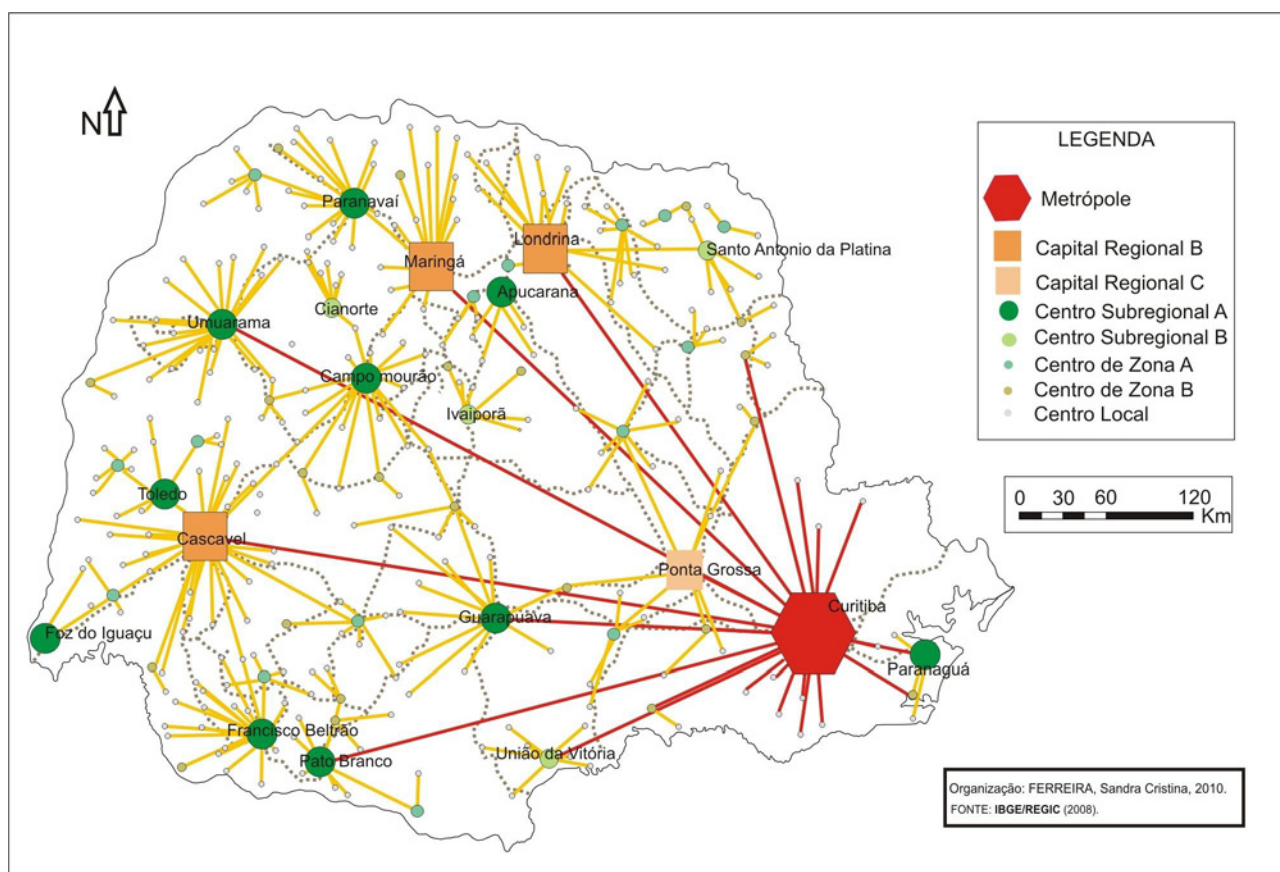 N
Paranavaí
Londrina
Maringá
Santo Antonio da Platina
Apucarana
Cianorte
Umuarama
Campo mourão
Ivaiporã
Toledo
Cascavel
Ponta Grossa
Curitiba
Guarapuava
Foz do Iguaçu
Paranaguá
Francisco Beltrão
União da Vitória
Pato Branco
LEGENDA
Metrópole
Capital Regional B
Capital Regional C
Centro Subregional A
Centro Subregional B
Centro de Zona A
Centro de Zona B
Centro Local
0 30 60 120
Km
Organização: FERREIRA, Sandra Cristina, 2010.
FONTE: IBGE/REGIC (2008).